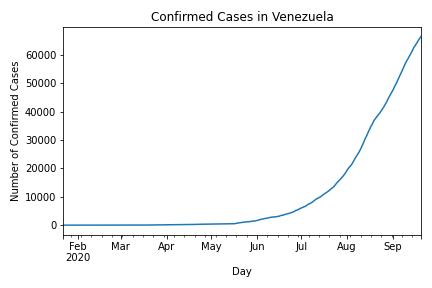 Confirmed Cases in Venezuela
Number of Confirmed Cases
60000
50000
40000
30000
20000
10000
0
Feb Mar Apr May Jun Jul Aug Sep
2020
Day